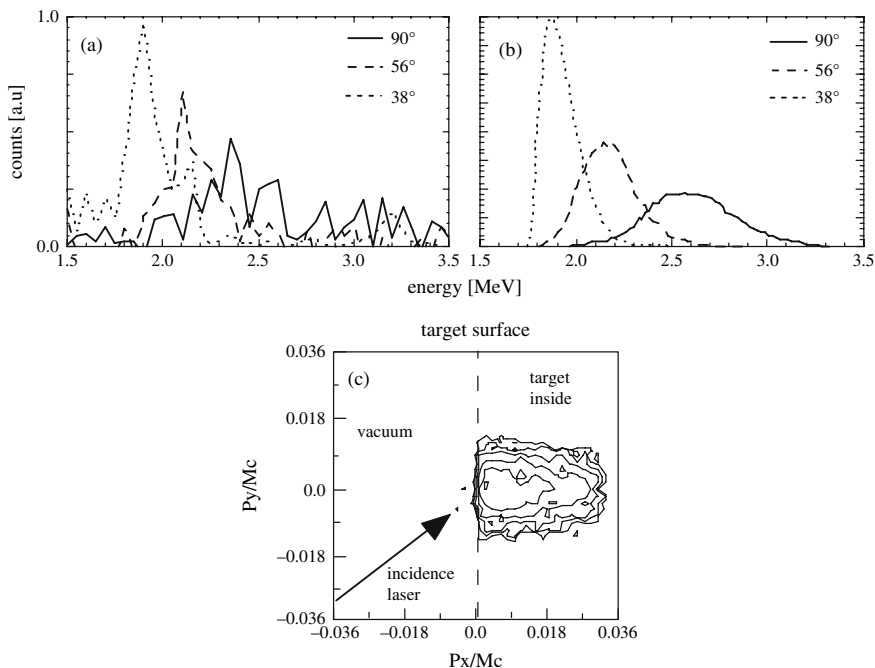 1.0
(a)
90°
56°
38°
counts [a.u]
0.0
1.5 2.0 2.5 3.0 3.5
(b)
90°
56°
38°
2.0 2.5 3.0 3.5
energy [MeV]
target surface
0.036
(c)
target
inside
0.018
vacuum
Py/Mc
0.0
−0.018
incidence
laser
−0.036
−0.036 −0.018 0.0 0.018 0.036
Px/Mc